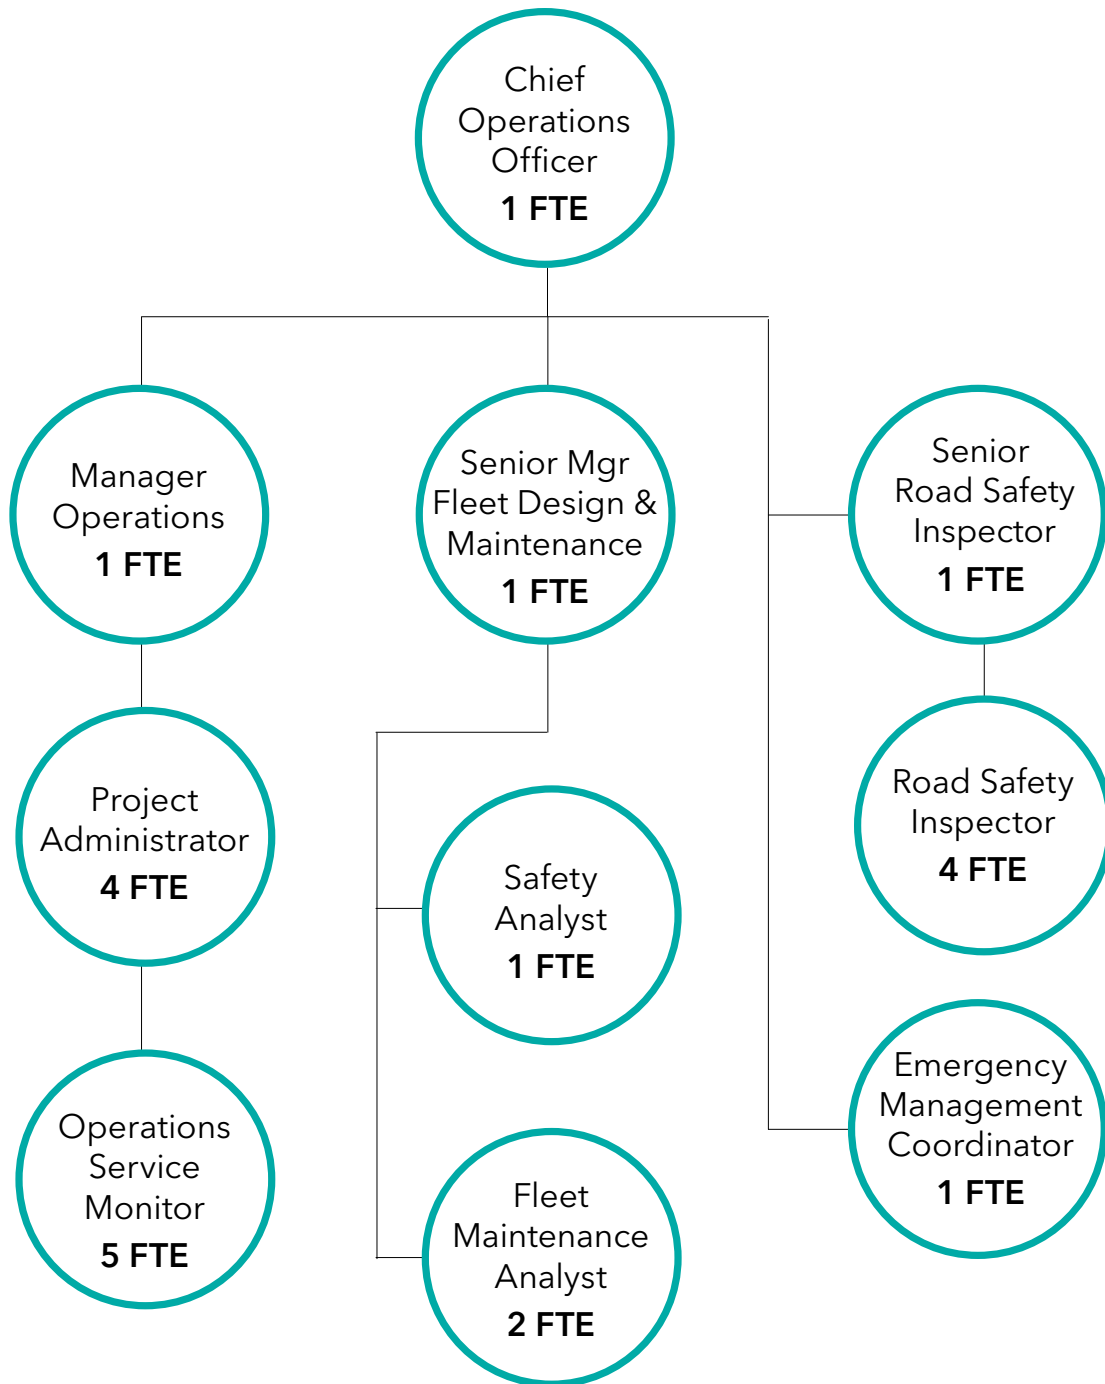 Chief
Operations
Officer
1 FTE
Manager
Operations
1 FTE
Senior Mgr
Fleet Design &
Maintenance
1 FTE
Senior
Road Safety
Inspector
1 FTE
Project
Administrator
4 FTE
Safety
Analyst
1 FTE
Road Safety
Inspector
4 FTE
Operations
Service
Monitor
5 FTE
Fleet
Maintenance
Analyst
2 FTE
Emergency
Management
Coordinator
1 FTE